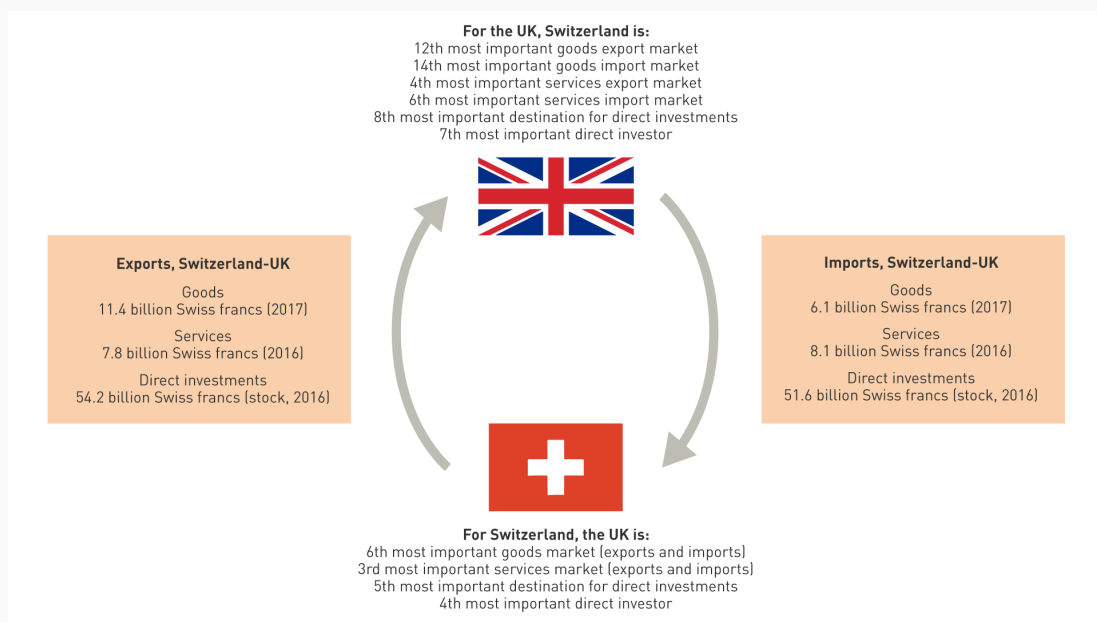 For the UK, Switzerland is:
12th most important goods export market
14th most important goods import market
4th most important services export market
6th most important services import market
8th most important destination for direct investments
7th most important direct investor
Exports, Switzerland-UK
Goods
11.4 billion Swiss francs (2017)
Services
7.8 billion Swiss francs (2016)
Direct investments
54.2 billion Swiss francs (stock, 2016)
Imports, Switzerland-UK
Goods
6.1 billion Swiss francs (2017)
Services
8.1 billion Swiss francs (2016)
Direct investments
51.6 billion Swiss francs (stock, 2016)
For Switzerland, the UK is:
6th most important goods market (exports and imports)
3rd most important services market (exports and imports)
5th most important destination for direct investments
4th most important direct investor